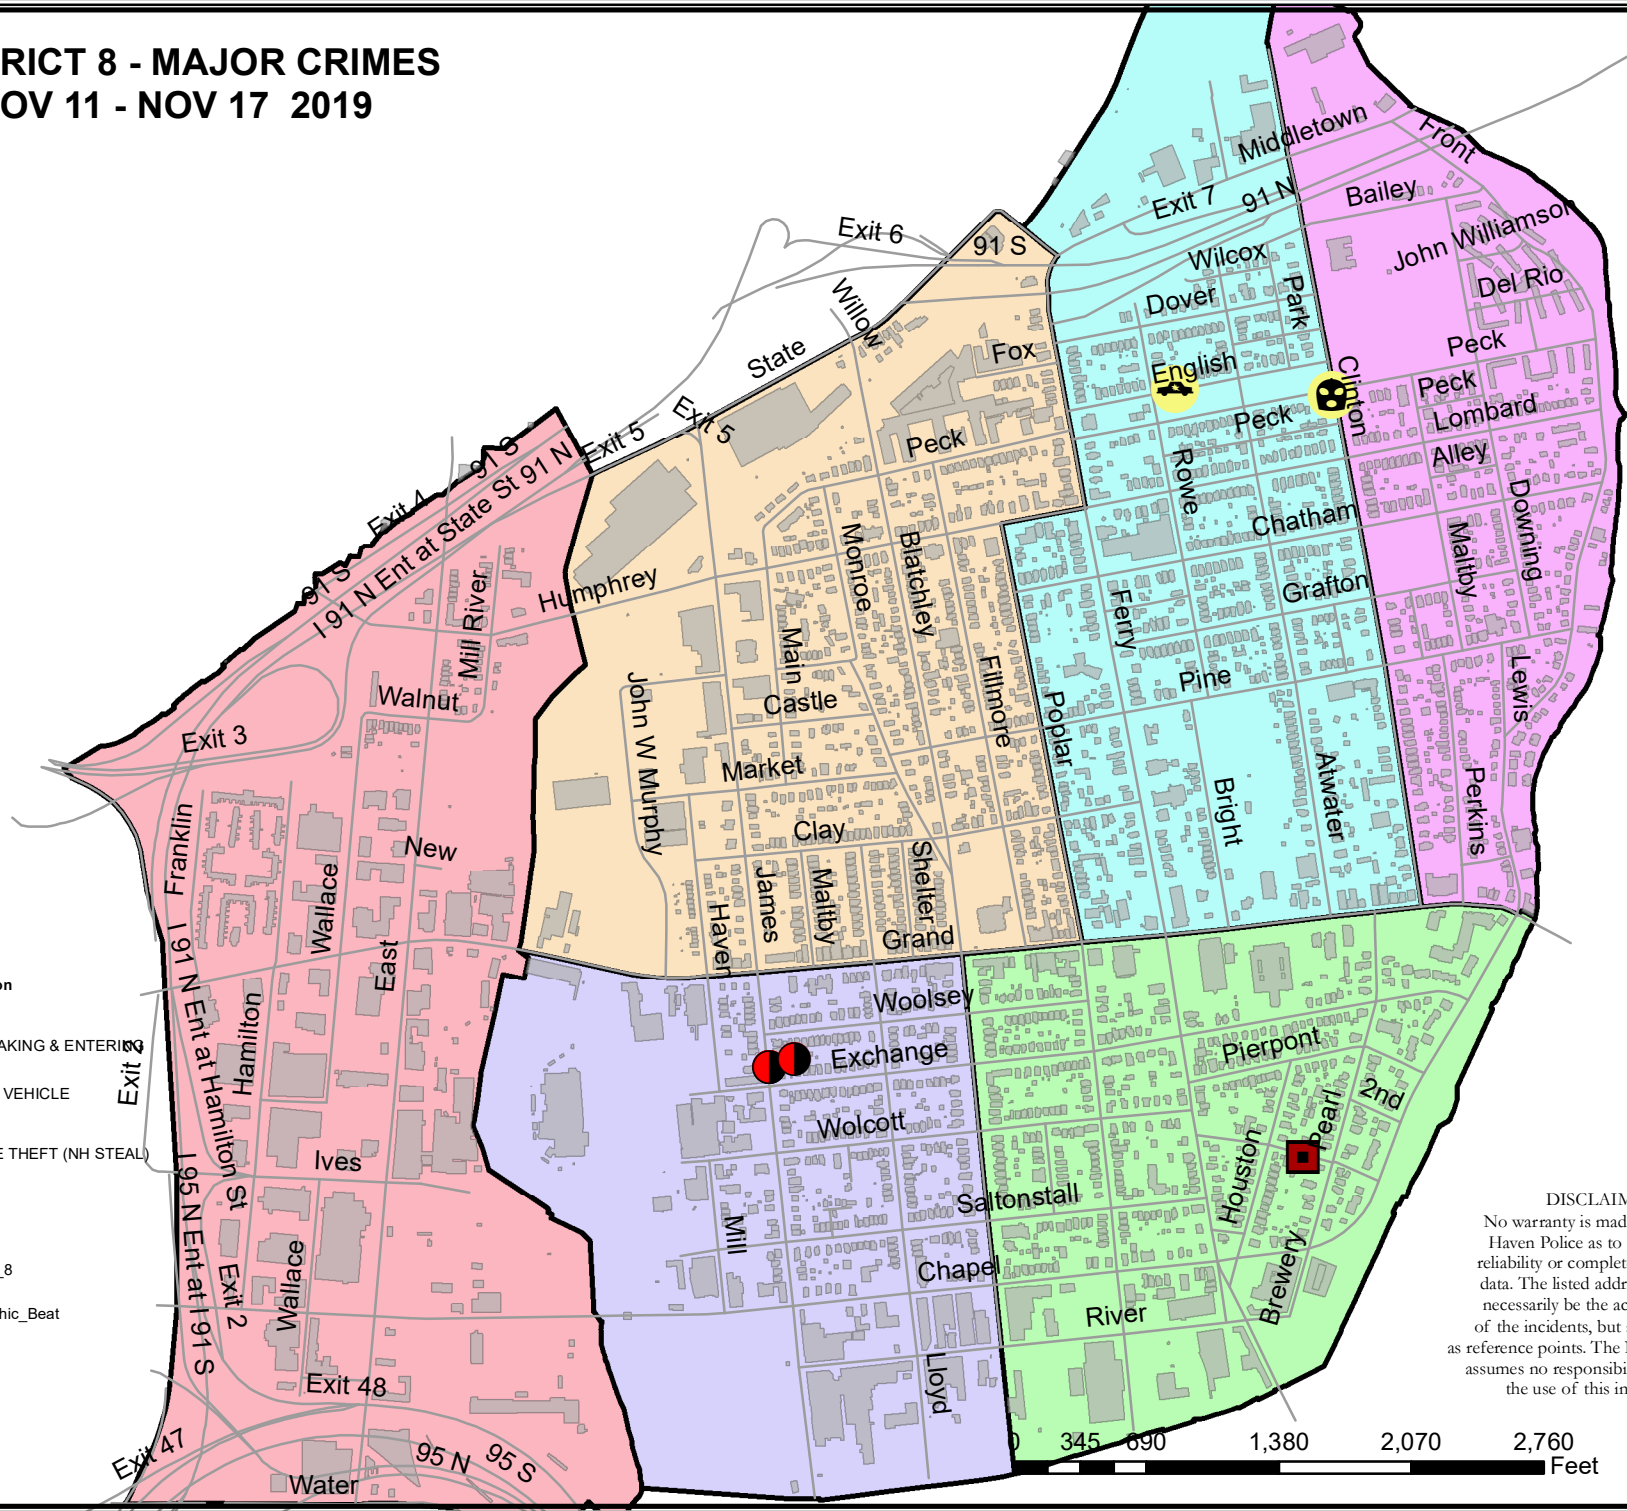 RICT 8 - MAJOR CRIMES
OV 11 - NOV 17 2019
Middletown
Front
Exit 7
91 N
Bailey
Exit 6
91 S
John Williamson
Wilcox
Del Rio
Willow
Dover
Park
State
Fox
Peck
English
Clinton
Peck
Exit 5
Peck
Lombard
Exit 5
Peck
Alley
91 S
91 N
Rowe
Exit 4
I 91 N Ent at State St
Chatham
Downing
Monroe
Blatchley
Maltby
91 S
Humphrey
Grafton
Mill River
Ferry
Main
Fillmore
Pine
Lewis
Walnut
John W Murphy
Castle
Poplar
Exit 3
Market
Atwater
Perkins
Bright
Franklin
Clay
New
Shelter
Wallace
James
Maltby
Haven
Grand
East
I 91 N Ent at Hamilton St
on
Hamilton
Woolsey
AKING & ENTERING
Exchange
Pierpont
Exit 3
VEHICLE
2nd
Pearl
Wolcott
E THEFT (NH STEAL)
Ives
Houston
Saltonstall
I 95 N Ent at I 91 S
Mill
_8
Exit 2
Wallace
Chapel
Brewery
hic_Beat
River
Lloyd
Exit 48
Exit 47
95 N
95 S
Water
DISCLAIM
No warranty is mad
Haven Police as to
reliability or complet
data. The listed addr
necessarily be the ac
of the incidents, but
as reference points. The
assumes no responsibi
the use of this in
0 345 690 1,380 2,070 2,760
Feet